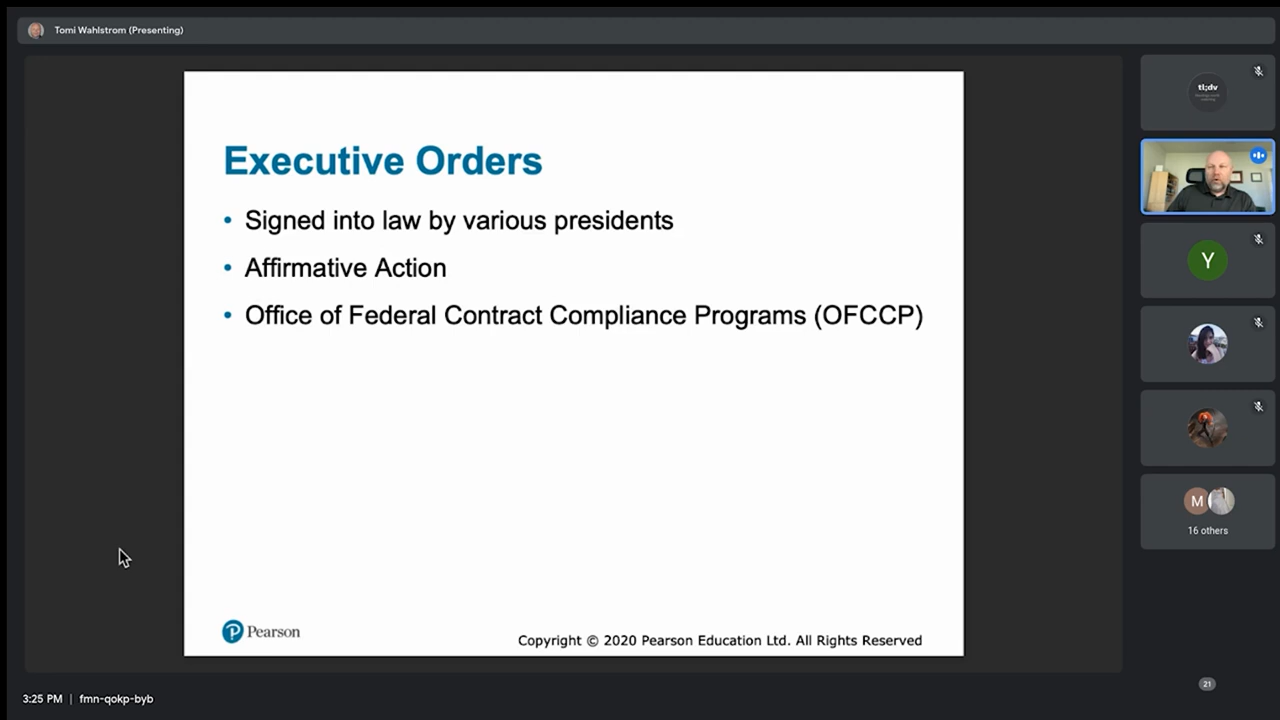 Tomi Wahlstrom (Presenting)
tl;dv
Executive Orders
• Signed into law by various presidents
• Affirmative Action
• Office of Federal Contract Compliance Programs (OFCCP)
Y
M
16 others
P Pearson
Copyright © 2020 Pearson Education Ltd. All Rights Reserved
3:25 PM | fmn-qokp-byb
21